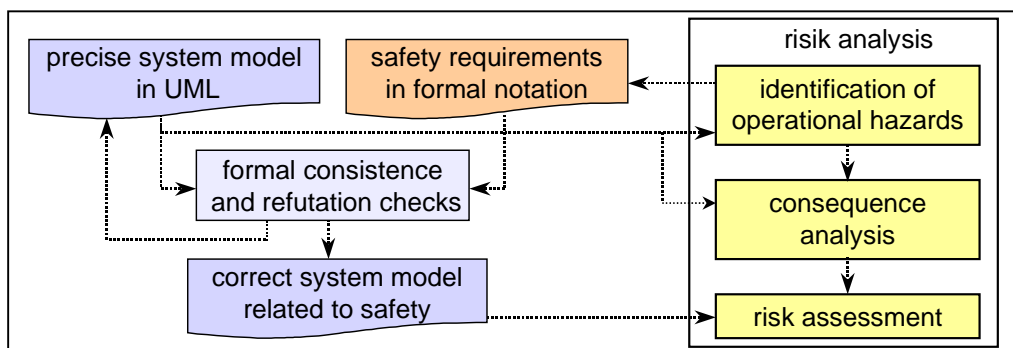 precise system model
in UML
safety requirements
in formal notation
risik analysis
identification of
operational hazards
formal consistence
and refutation checks
consequence
analysis
correct system model
related to safety
risk assessment